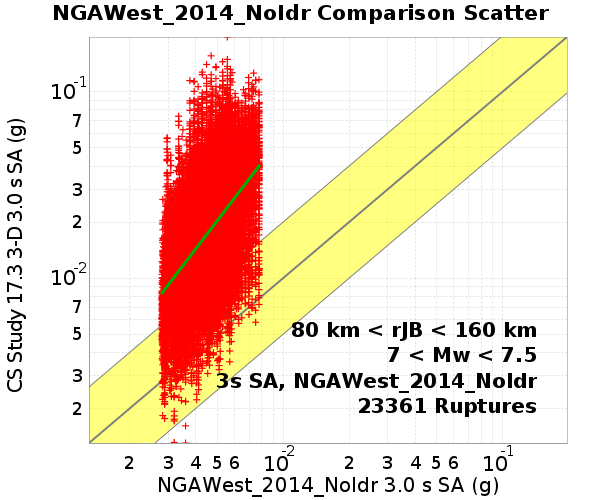 NGAWest_2014_NoIdr Comparison Scatter
CS Study 17.3 3-D 3.0 s SA (g)
10-1
7
5
3
2
10-2
7
5
3
2
80 km < rJB < 160 km
7 < Mw < 7.5
3s SA, NGAWest_2014_NoIdr
23361 Ruptures
2 3 4 5 6 10-2 2 3 4 5 6 10-1
NGAWest_2014_NoIdr 3.0 s SA (g)